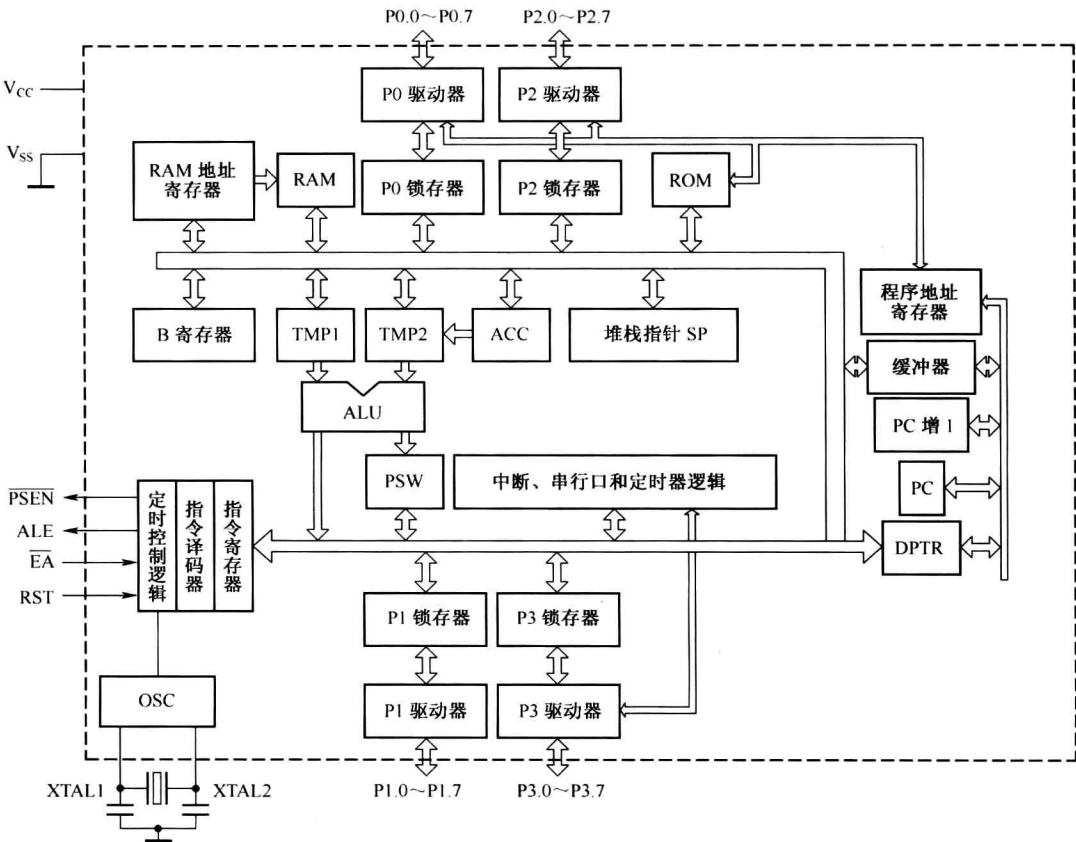 P0.0～P0.7
P2.0～P2.7
V_CC
P0 驱动器
P2 驱动器
V_SS
RAM 地址
寄存器
RAM
P0 锁存器
P2 锁存器
ROM
程序地址
寄存器
B 寄存器
TMP1
TMP2
ACC
堆栈指针 SP
缓冲器
ALU
PC 增 1
PSW
中断、串行口和定时器逻辑
PC
P̅S̅E̅N̅
ALE
E̅A̅
RST
定时控制逻辑
指令译码器
指令寄存器
DPTR
P1 锁存器
P3 锁存器
OSC
P1 驱动器
P3 驱动器
XTAL1
XTAL2
P1.0～P1.7
P3.0～P3.7